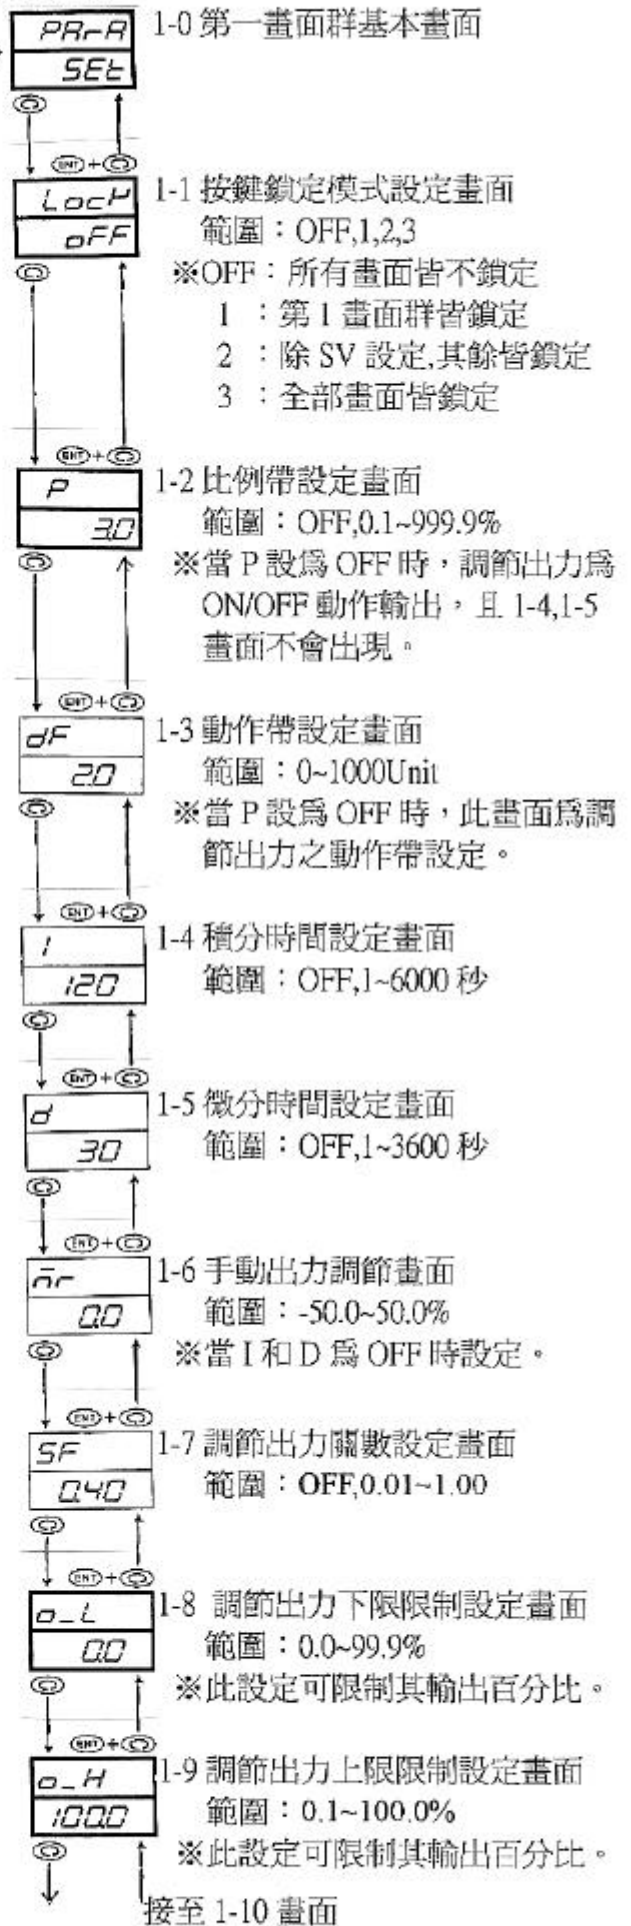 PArA 1-0 第一畫面群基本畫面
SEt
ENT+
LocK 1-1 按鍵鎖定模式設定畫面
oFF 範圍：OFF,1,2,3
※OFF：所有畫面皆不鎖定
1 ：第 1 畫面群皆鎖定
2 ：除 SV 設定,其餘皆鎖定
3 ：全部畫面皆鎖定
ENT+
P 1-2 比例帶設定畫面
3.0 範圍：OFF,0.1~999.9%
※當 P 設爲 OFF 時，調節出力爲
ON/OFF 動作輸出，且 1-4,1-5
畫面不會出現。
ENT+
dF 1-3 動作帶設定畫面
2.0 範圍：0~1000Unit
※當 P 設爲 OFF 時，此畫面爲調
節出力之動作帶設定。
ENT+
I 1-4 積分時間設定畫面
120 範圍：OFF,1~6000 秒
ENT+
d 1-5 微分時間設定畫面
30 範圍：OFF,1~3600 秒
ENT+
n̄r 1-6 手動出力調節畫面
0.0 範圍：-50.0~50.0%
※當 I 和 D 爲 OFF 時設定。
ENT+
SF 1-7 調節出力關數設定畫面
0.40 範圍：OFF,0.01~1.00
ENT+
o_L 1-8 調節出力下限限制設定畫面
0.0 範圍：0.0~99.9%
※此設定可限制其輸出百分比。
ENT+
o_H 1-9 調節出力上限限制設定畫面
100.0 範圍：0.1~100.0%
※此設定可限制其輸出百分比。
接至 1-10 畫面